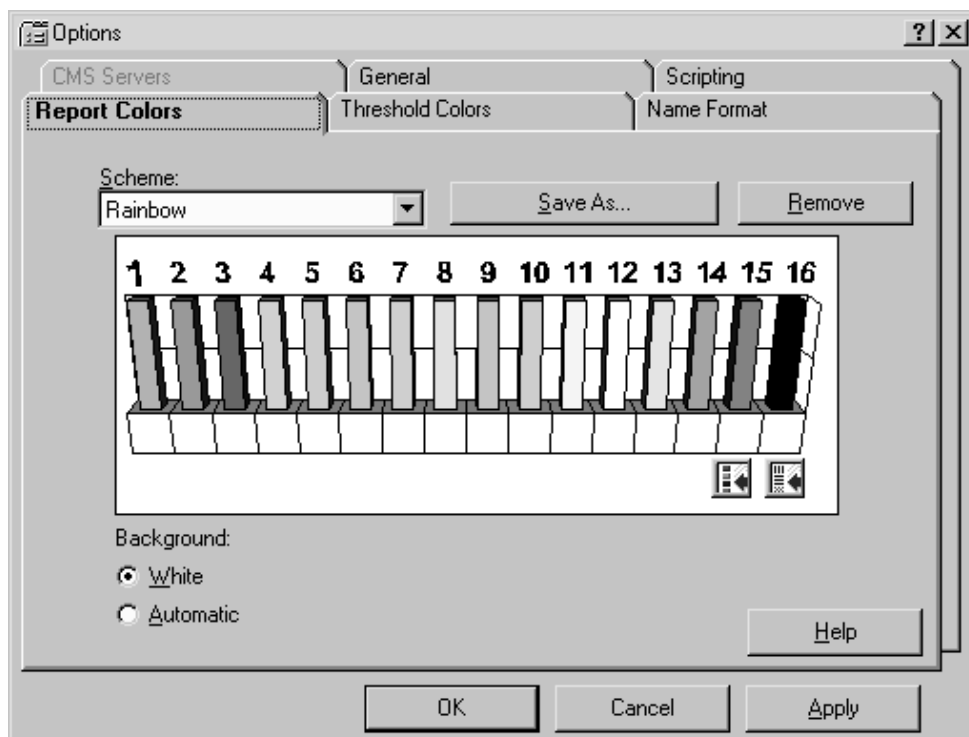 Options
CMS Servers General Scripting
Report Colors Threshold Colors Name Format
Scheme:
Rainbow Save As... Remove
1 2 3 4 5 6 7 8 9 10 11 12 13 14 15 16
Background:
White
Automatic
Help
OK Cancel Apply